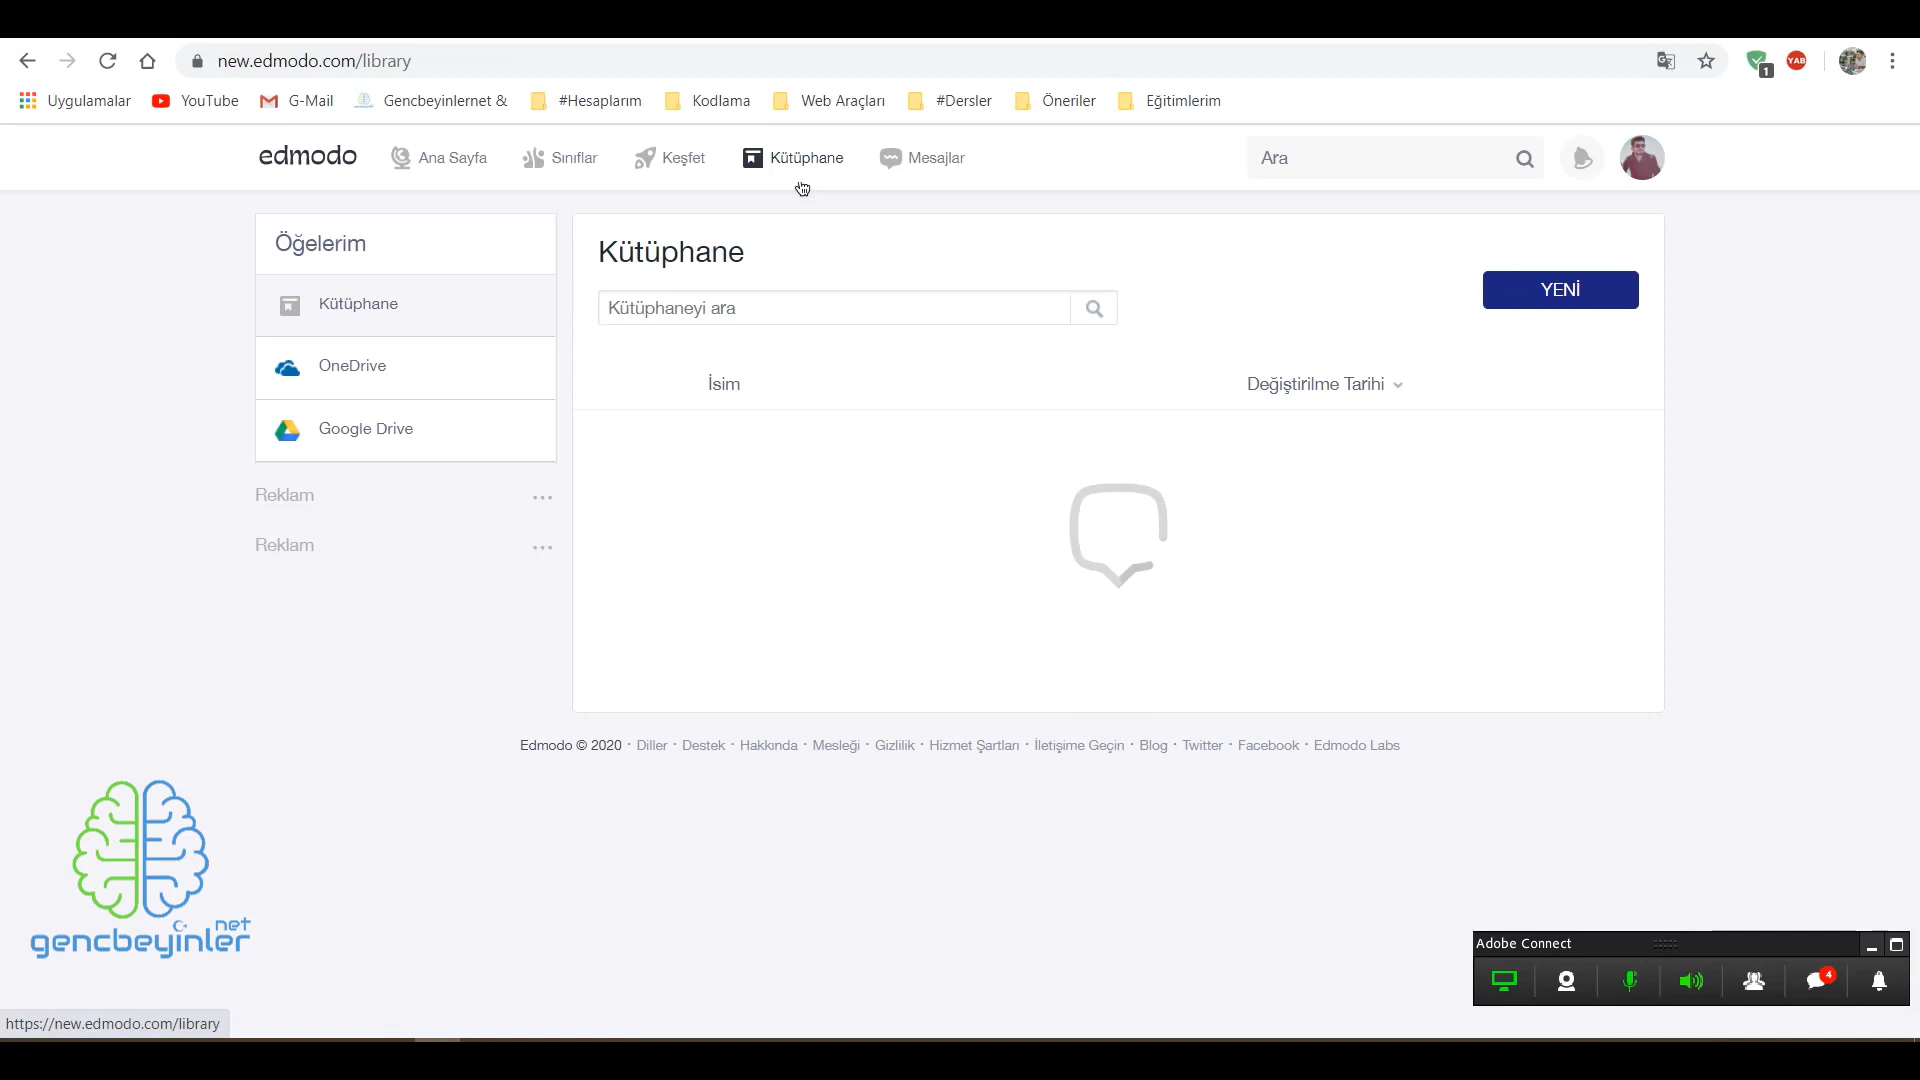 new.edmodo.com/library
1
YAB
Uygulamalar YouTube G-Mail Gencbeyinlernet & #Hesaplarım Kodlama Web Araçları #Dersler Öneriler Eğitimlerim
edmodo Ana Sayfa Sınıflar Keşfet Kütüphane Mesajlar Ara
Öğelerim
Kütüphane
OneDrive
Google Drive
Reklam
Reklam
Kütüphane
Kütüphaneyi ara
YENİ
İsim Değiştirilme Tarihi
Edmodo © 2020 · Diller · Destek · Hakkında · Mesleği · Gizlilik · Hizmet Şartları · İletişime Geçin · Blog · Twitter · Facebook · Edmodo Labs
net
gencbeyinler
Adobe Connect
4
https://new.edmodo.com/library